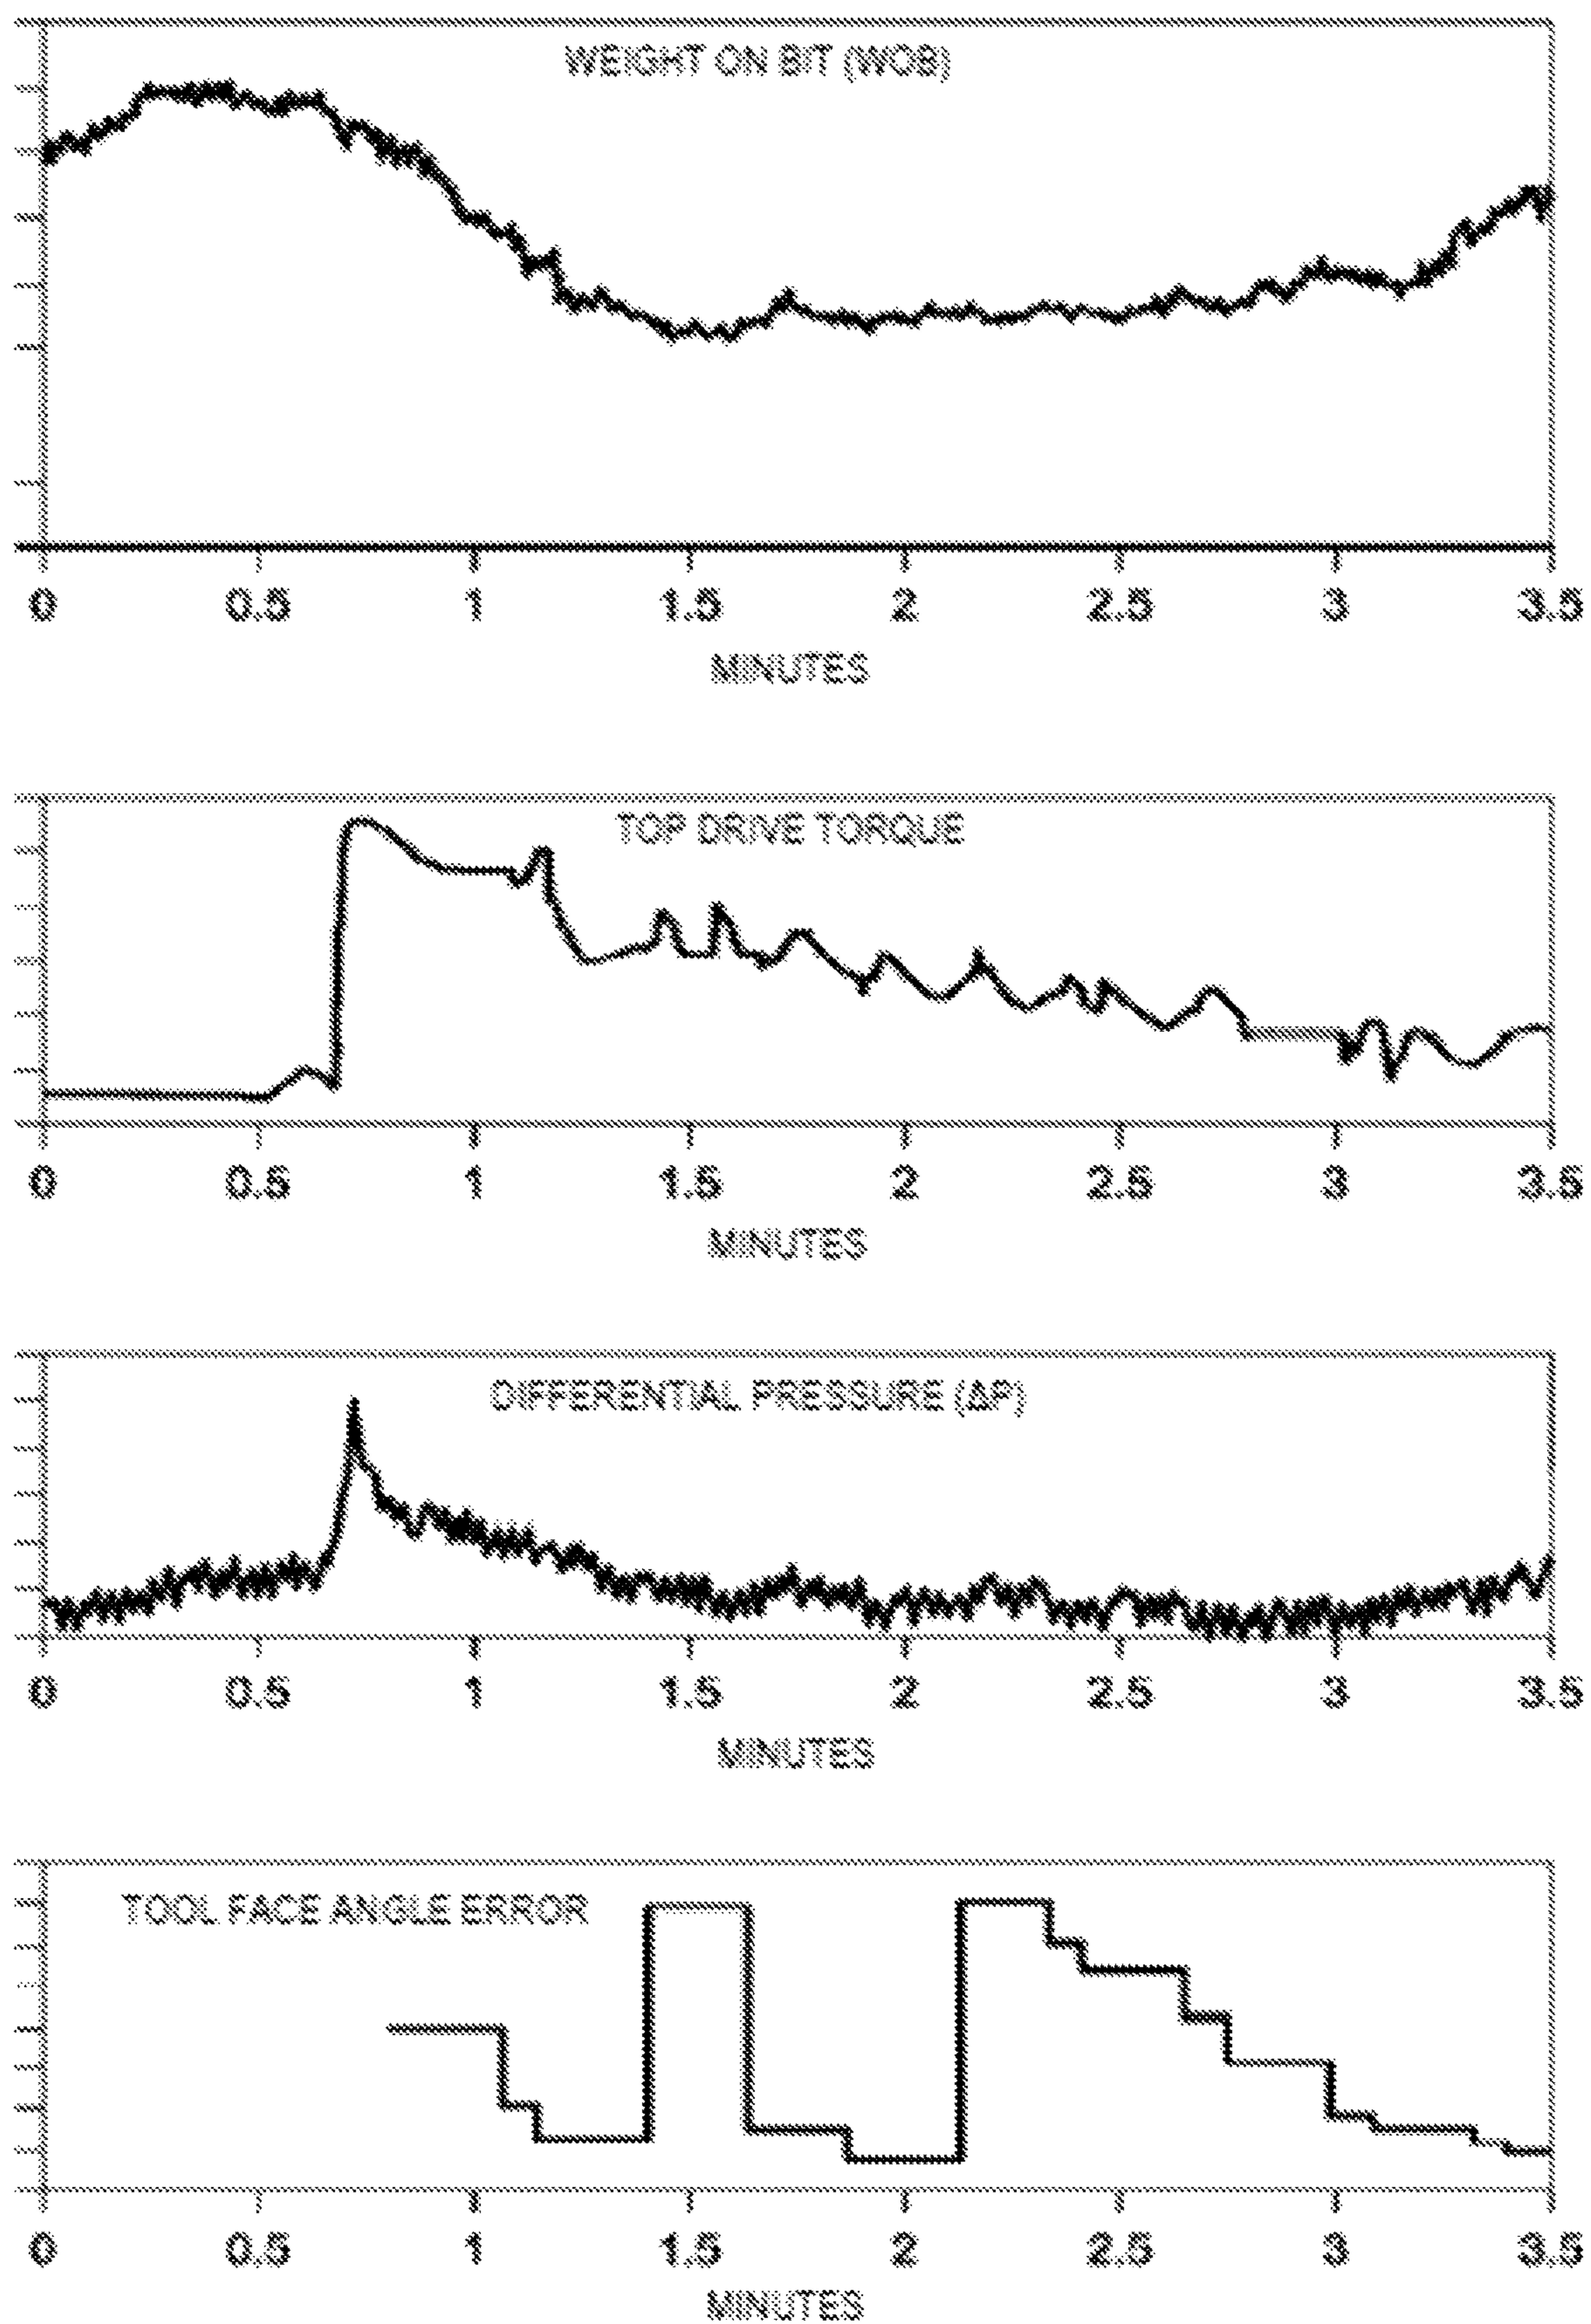 WEIGHT ON BIT (WOB)
0 0.5 1 1.5 2 2.5 3 3.5
MINUTES
TOP DRIVE TORQUE
0 0.5 1 1.5 2 2.5 3 3.5
MINUTES
DIFFERENTIAL PRESSURE (ΔP)
0 0.5 1 1.5 2 2.5 3 3.5
MINUTES
TOOL FACE ANGLE ERROR
0 0.5 1 1.5 2 2.5 3 3.5
MINUTES